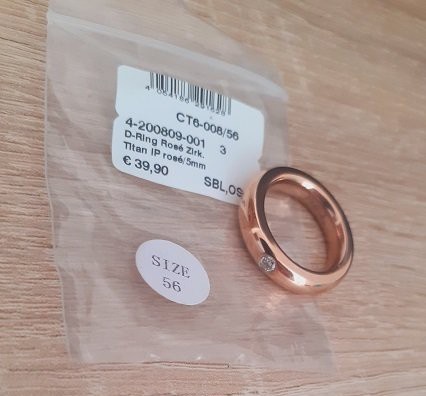 CT6-008/56
4-200809-001 3
D-Ring Rosé Zirk.
Titan IP rosé/5mm
€ 39,90
SBL,OS
SIZE
56